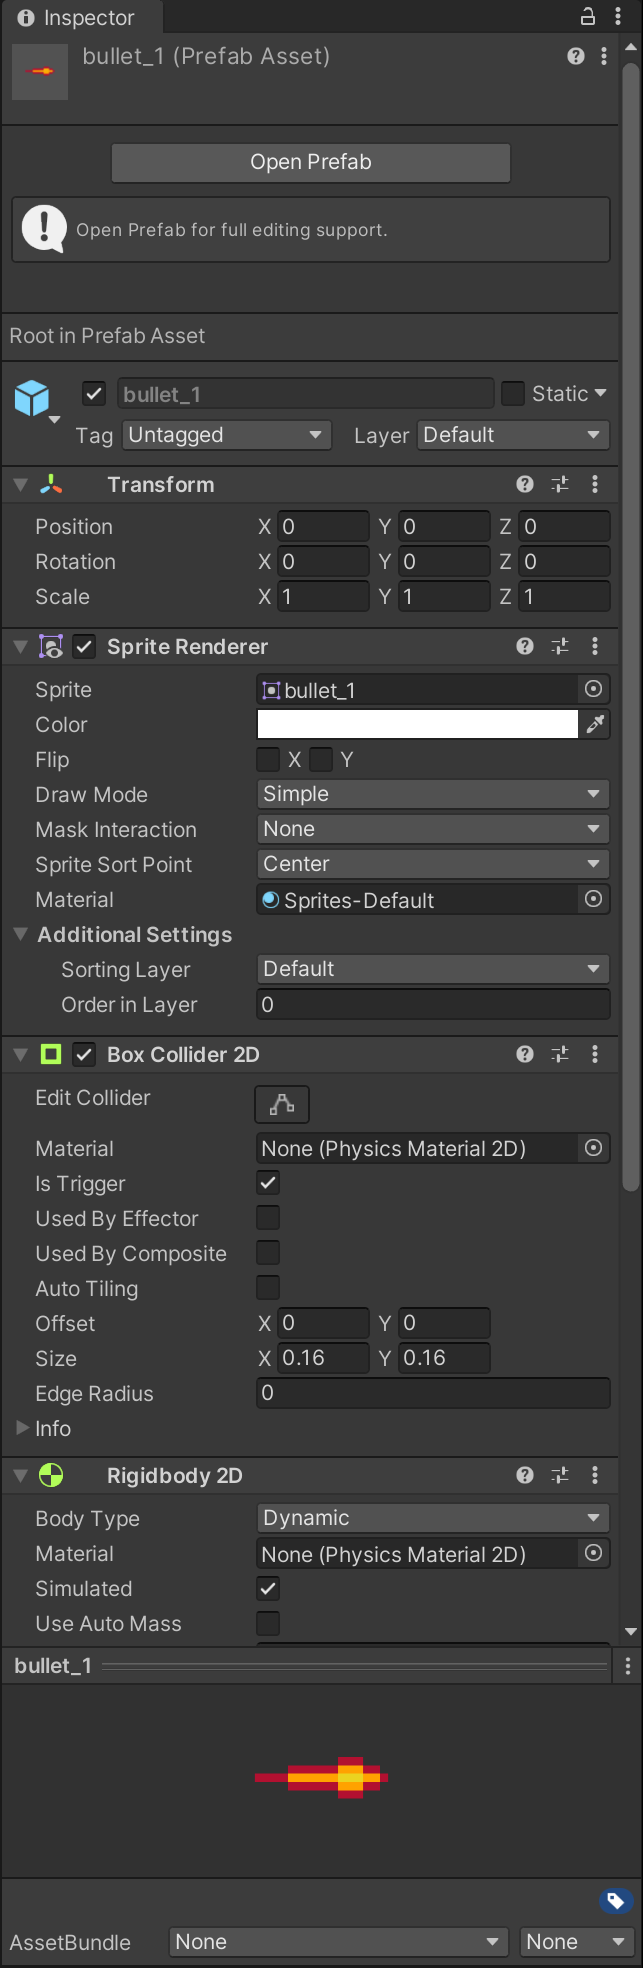 Inspector
bullet_1 (Prefab Asset)
Open Prefab
Open Prefab for full editing support.
Root in Prefab Asset
bullet_1 Static
Tag Untagged Layer Default
Transform
Position X 0 Y 0 Z 0
Rotation X 0 Y 0 Z 0
Scale X 1 Y 1 Z 1
Sprite Renderer
Sprite bullet_1
Color
Flip X Y
Draw Mode Simple
Mask Interaction None
Sprite Sort Point Center
Material Sprites-Default
Additional Settings
Sorting Layer Default
Order in Layer 0
Box Collider 2D
Edit Collider
Material None (Physics Material 2D)
Is Trigger
Used By Effector
Used By Composite
Auto Tiling
Offset X 0 Y 0
Size X 0.16 Y 0.16
Edge Radius 0
Info
Rigidbody 2D
Body Type Dynamic
Material None (Physics Material 2D)
Simulated
Use Auto Mass
bullet_1
AssetBundle None None